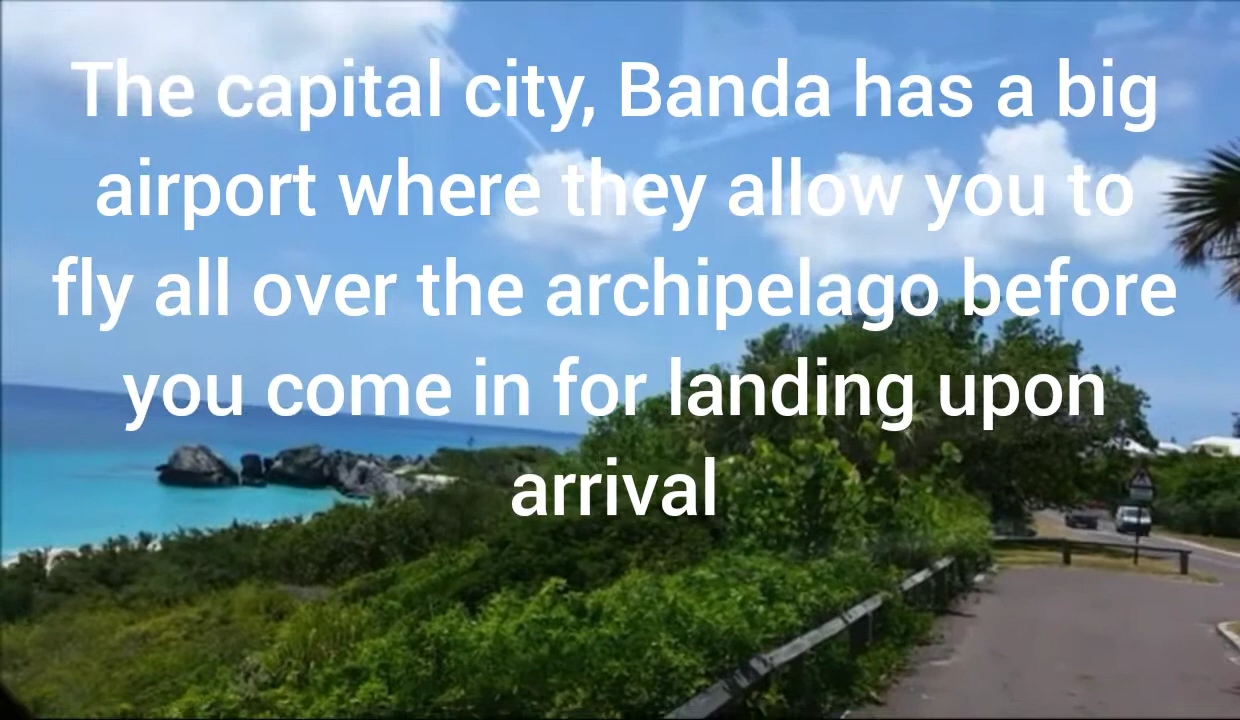 The capital city, Banda has a big
airport where they allow you to
fly all over the archipelago before
you come in for landing upon
arrival